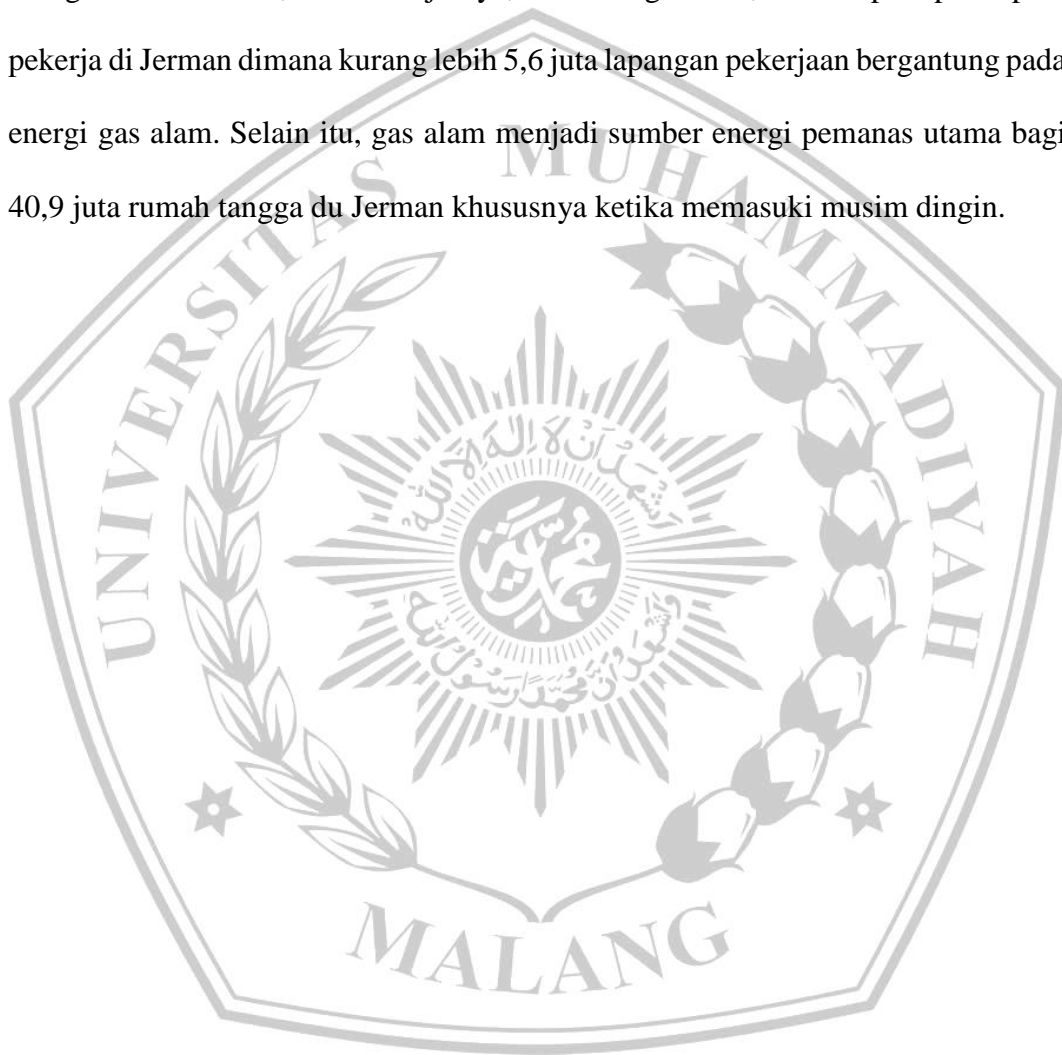 pekerja di Jerman dimana kurang lebih 5,6 juta lapangan pekerjaan bergantung pada
energi gas alam. Selain itu, gas alam menjadi sumber energi pemanas utama bagi
40,9 juta rumah tangga du Jerman khususnya ketika memasuki musim dingin.
UNIVERSITAS MUHAMMADIYAH
MALANG